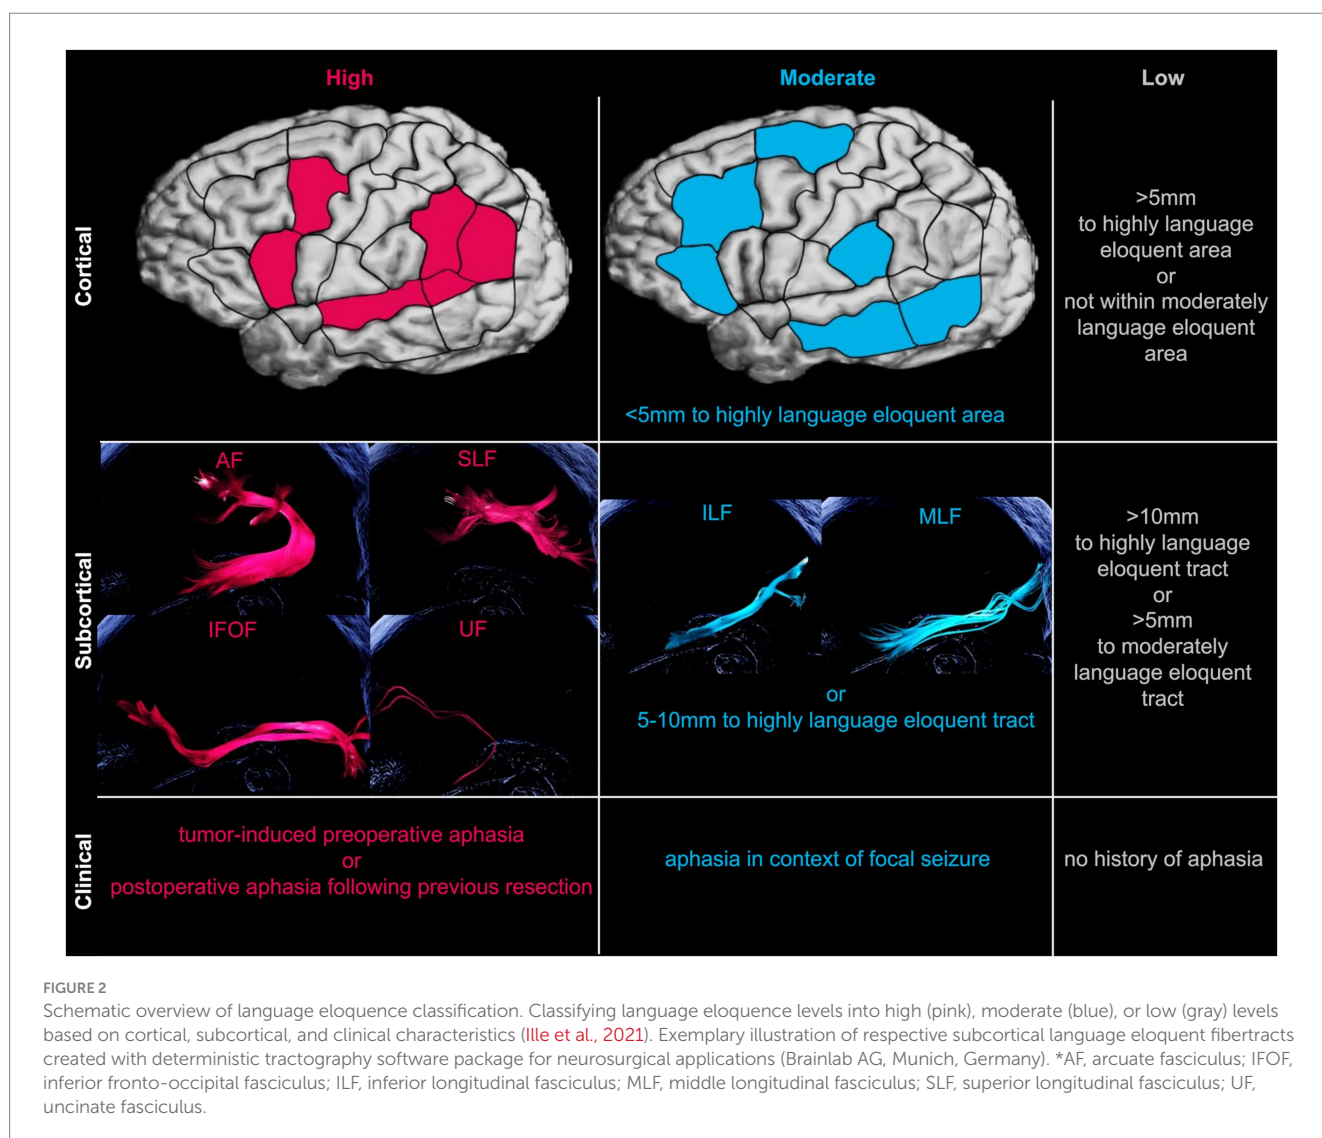 High
Moderate
Low
Cortical
>5mm
to highly language
eloquent area
or
not within moderately
language eloquent
area
<5mm to highly language eloquent area
Subcortical
AF
SLF
IFOF
UF
ILF
MLF
or
5-10mm to highly language eloquent tract
>10mm
to highly language
eloquent tract
or
>5mm
to moderately
language eloquent
tract
Clinical
tumor-induced preoperative aphasia
or
postoperative aphasia following previous resection
aphasia in context of focal seizure
no history of aphasia
FIGURE 2
Schematic overview of language eloquence classification. Classifying language eloquence levels into high (pink), moderate (blue), or low (gray) levels
based on cortical, subcortical, and clinical characteristics (Ille et al., 2021). Exemplary illustration of respective subcortical language eloquent fibertracts
created with deterministic tractography software package for neurosurgical applications (Brainlab AG, Munich, Germany). *AF, arcuate fasciculus; IFOF,
inferior fronto-occipital fasciculus; ILF, inferior longitudinal fasciculus; MLF, middle longitudinal fasciculus; SLF, superior longitudinal fasciculus; UF,
uncinate fasciculus.